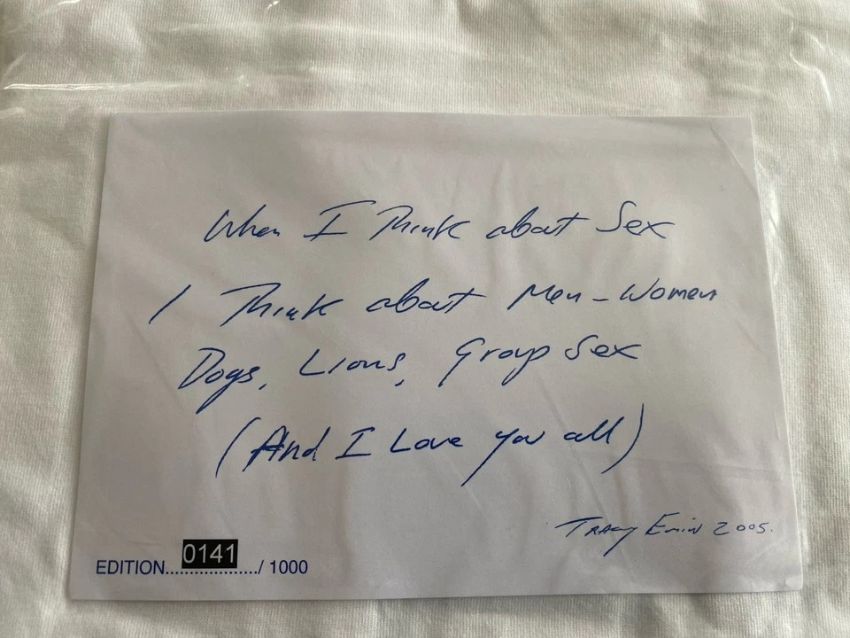 When I Think about Sex
I Think about Men - Women
Dogs, Lions, Group Sex
(And I Love you all)
Tracey Emin 2005.
EDITION..................../ 1000
0141